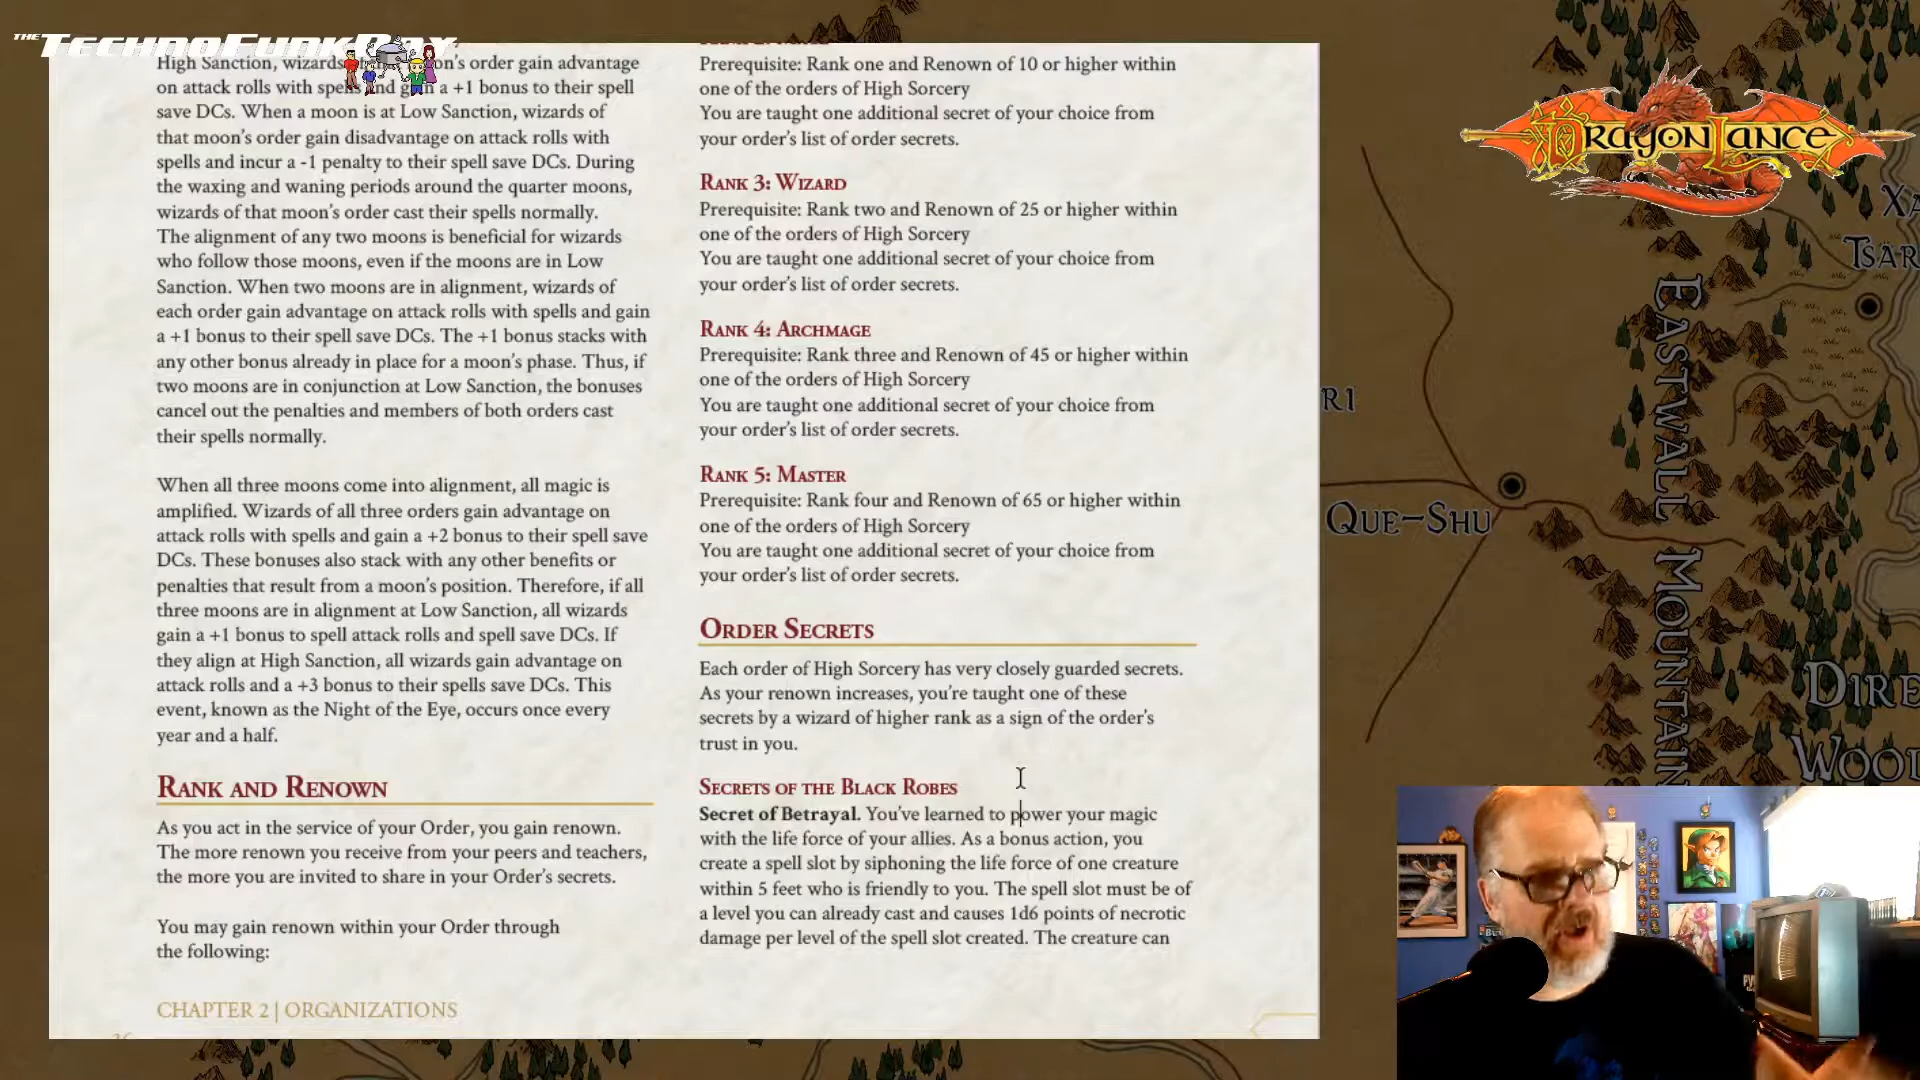 THE TECHNOFUNKBOY
High Sanction, wizards on's order gain advantage
on attack rolls with spells and gain a +1 bonus to their spell
save DCs. When a moon is at Low Sanction, wizards of
that moon's order gain disadvantage on attack rolls with
spells and incur a -1 penalty to their spell save DCs. During
the waxing and waning periods around the quarter moons,
wizards of that moon's order cast their spells normally.
The alignment of any two moons is beneficial for wizards
who follow those moons, even if the moons are in Low
Sanction. When two moons are in alignment, wizards of
each order gain advantage on attack rolls with spells and gain
a +1 bonus to their spell save DCs. The +1 bonus stacks with
any other bonus already in place for a moon's phase. Thus, if
two moons are in conjunction at Low Sanction, the bonuses
cancel out the penalties and members of both orders cast
their spells normally.
When all three moons come into alignment, all magic is
amplified. Wizards of all three orders gain advantage on
attack rolls with spells and gain a +2 bonus to their spell save
DCs. These bonuses also stack with any other benefits or
penalties that result from a moon's position. Therefore, if all
three moons are in alignment at Low Sanction, all wizards
gain a +1 bonus to spell attack rolls and spell save DCs. If
they align at High Sanction, all wizards gain advantage on
attack rolls and a +3 bonus to their spells save DCs. This
event, known as the Night of the Eye, occurs once every
year and a half.
RANK AND RENOWN
As you act in the service of your Order, you gain renown.
The more renown you receive from your peers and teachers,
the more you are invited to share in your Order's secrets.
You may gain renown within your Order through
the following:
CHAPTER 2 | ORGANIZATIONS
Prerequisite: Rank one and Renown of 10 or higher within
one of the orders of High Sorcery
You are taught one additional secret of your choice from
your order's list of order secrets.
RANK 3: WIZARD
Prerequisite: Rank two and Renown of 25 or higher within
one of the orders of High Sorcery
You are taught one additional secret of your choice from
your order's list of order secrets.
RANK 4: ARCHMAGE
Prerequisite: Rank three and Renown of 45 or higher within
one of the orders of High Sorcery
You are taught one additional secret of your choice from
your order's list of order secrets.
RANK 5: MASTER
Prerequisite: Rank four and Renown of 65 or higher within
one of the orders of High Sorcery
You are taught one additional secret of your choice from
your order's list of order secrets.
ORDER SECRETS
Each order of High Sorcery has very closely guarded secrets.
As your renown increases, you're taught one of these
secrets by a wizard of higher rank as a sign of the order's
trust in you.
SECRETS OF THE BLACK ROBES
Secret of Betrayal. You've learned to power your magic
with the life force of your allies. As a bonus action, you
create a spell slot by siphoning the life force of one creature
within 5 feet who is friendly to you. The spell slot must be of
a level you can already cast and causes 1d6 points of necrotic
damage per level of the spell slot created. The creature can
DRAGONLANCE
XA
TSAR
EASTWALL MOUNTAIN
RI
QUE-SHU
DIRE
WOOD